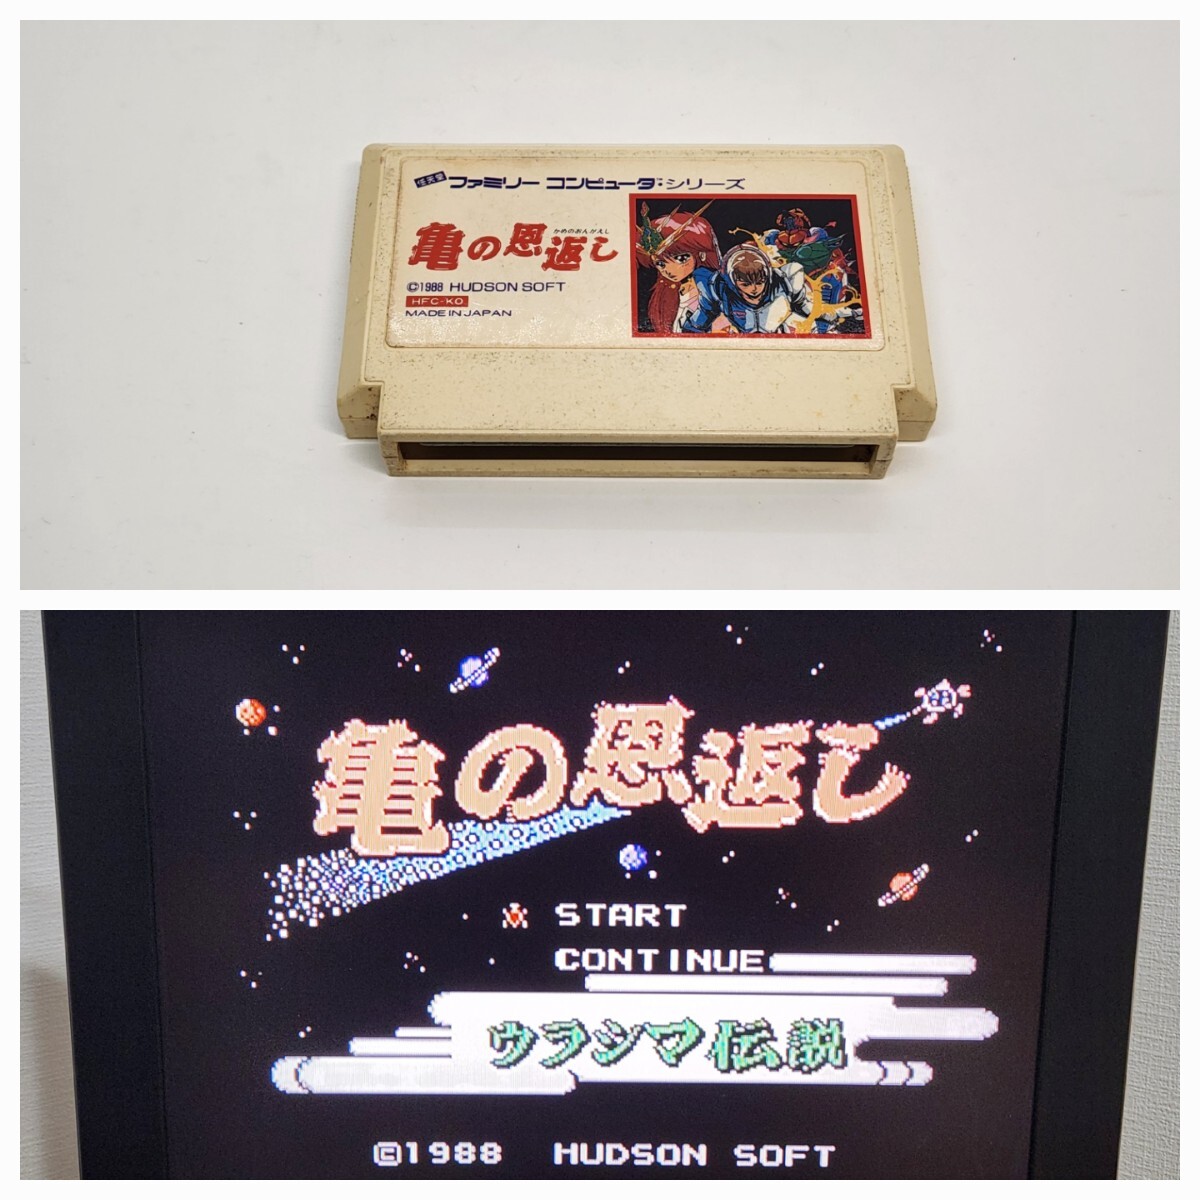 任天堂 ファミリー コンピュータ・シリーズ
かめのおんがえし
亀の恩返し
©1988 HUDSON SOFT
HFC-KO
MADE IN JAPAN
亀の恩返し
START
CONTINUE
ウラシマ伝説
©1988 HUDSON SOFT